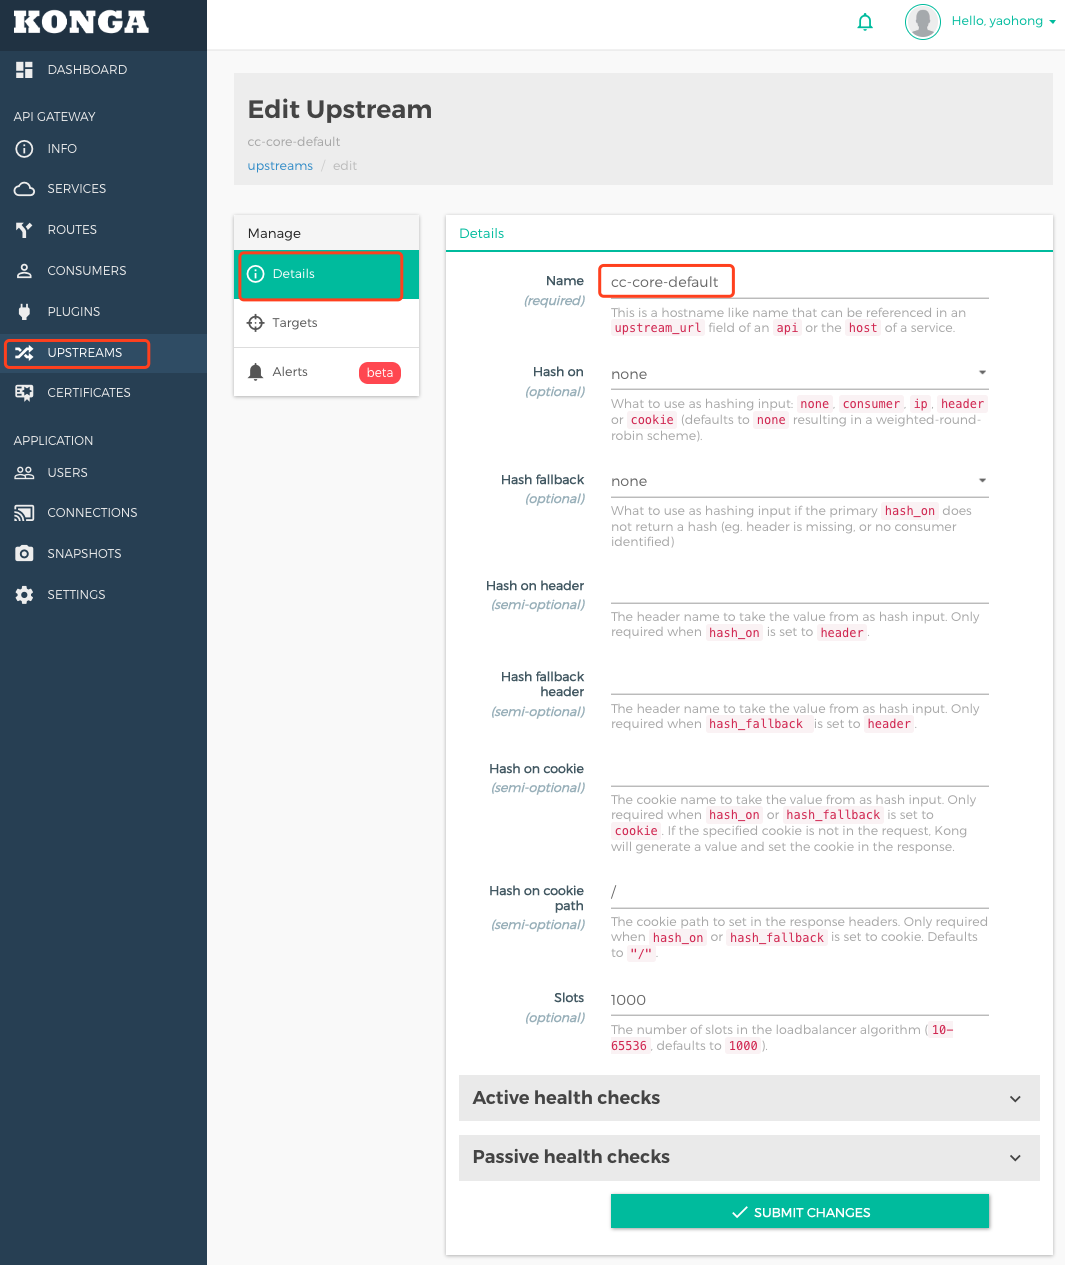 KONGA
Hello, yaohong
DASHBOARD
API GATEWAY
INFO
SERVICES
ROUTES
CONSUMERS
PLUGINS
UPSTREAMS
CERTIFICATES
APPLICATION
USERS
CONNECTIONS
SNAPSHOTS
SETTINGS
Edit Upstream
cc-core-default
upstreams / edit
Manage
Details
Targets
Alerts beta
Details
Name
(required)
cc-core-default
This is a hostname like name that can be referenced in an
upstream_url field of an api or the host of a service.
Hash on
(optional)
none
What to use as hashing input: none, consumer, ip, header
or cookie (defaults to none resulting in a weighted-round-
robin scheme).
Hash fallback
(optional)
none
What to use as hashing input if the primary hash_on does
not return a hash (eg. header is missing, or no consumer
identified)
Hash on header
(semi-optional)
The header name to take the value from as hash input. Only
required when hash_on is set to header.
Hash fallback
header
(semi-optional)
The header name to take the value from as hash input. Only
required when hash_fallback is set to header.
Hash on cookie
(semi-optional)
The cookie name to take the value from as hash input. Only
required when hash_on or hash_fallback is set to
cookie. If the specified cookie is not in the request, Kong
will generate a value and set the cookie in the response.
Hash on cookie
path
(semi-optional)
/
The cookie path to set in the response headers. Only required
when hash_on or hash_fallback is set to cookie. Defaults
to "/".
Slots
(optional)
1000
The number of slots in the loadbalancer algorithm (10-
65536, defaults to 1000).
Active health checks
Passive health checks
SUBMIT CHANGES